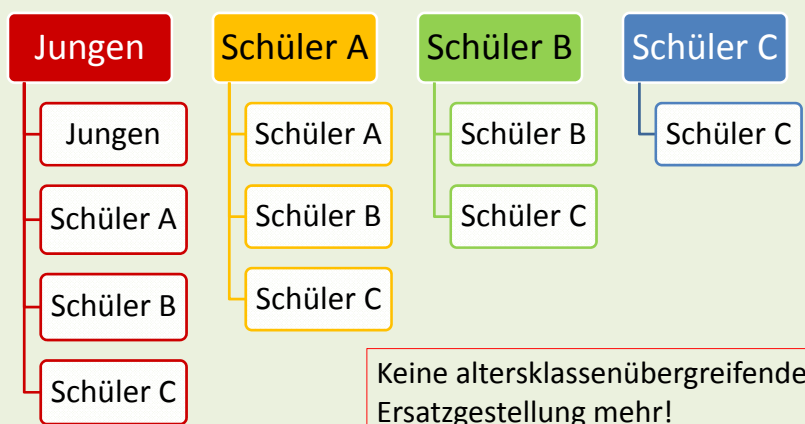 Jungen
Jungen
Schüler A
Schüler B
Schüler C
Schüler A
Schüler A
Schüler B
Schüler C
Schüler B
Schüler B
Schüler C
Schüler C
Schüler C
Keine altersklassenübergreifende
Ersatzgestellung mehr!